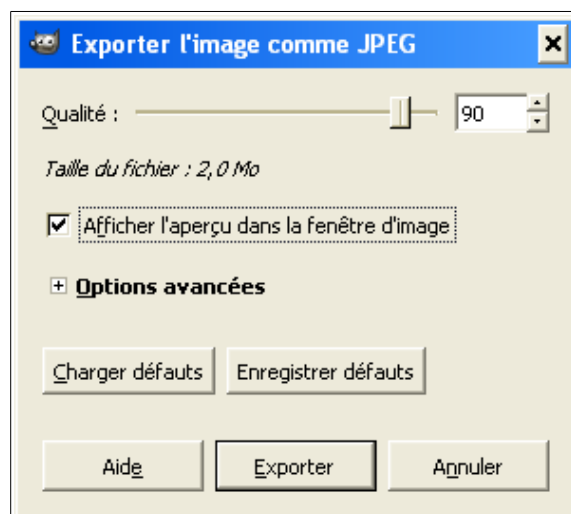 Exporter l'image comme JPEG
Qualité : 90
Taille du fichier : 2,0 Mo
Afficher l'aperçu dans la fenêtre d'image
Options avancées
Charger défauts Enregistrer défauts
Aide Exporter Annuler